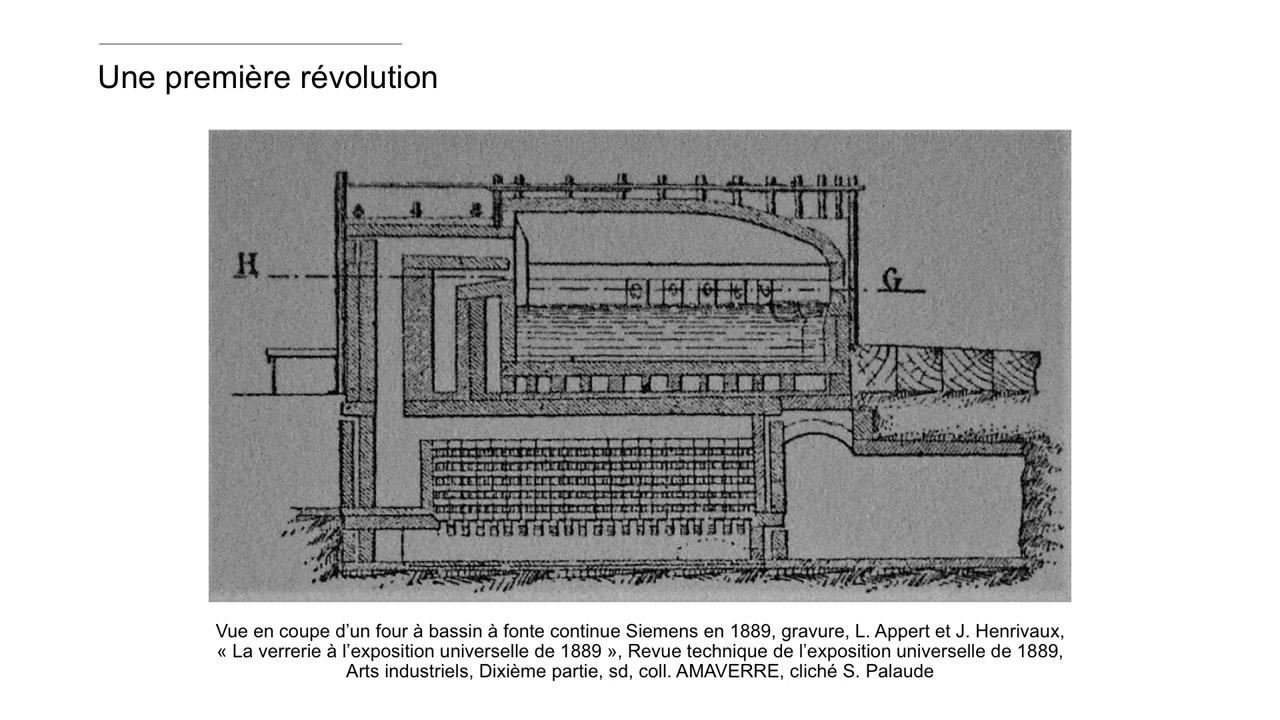 Une première révolution
H
G
Vue en coupe d’un four à bassin à fonte continue Siemens en 1889, gravure, L. Appert et J. Henrivaux,
« La verrerie à l’exposition universelle de 1889 », Revue technique de l’exposition universelle de 1889,
Arts industriels, Dixième partie, sd, coll. AMAVERRE, cliché S. Palaude